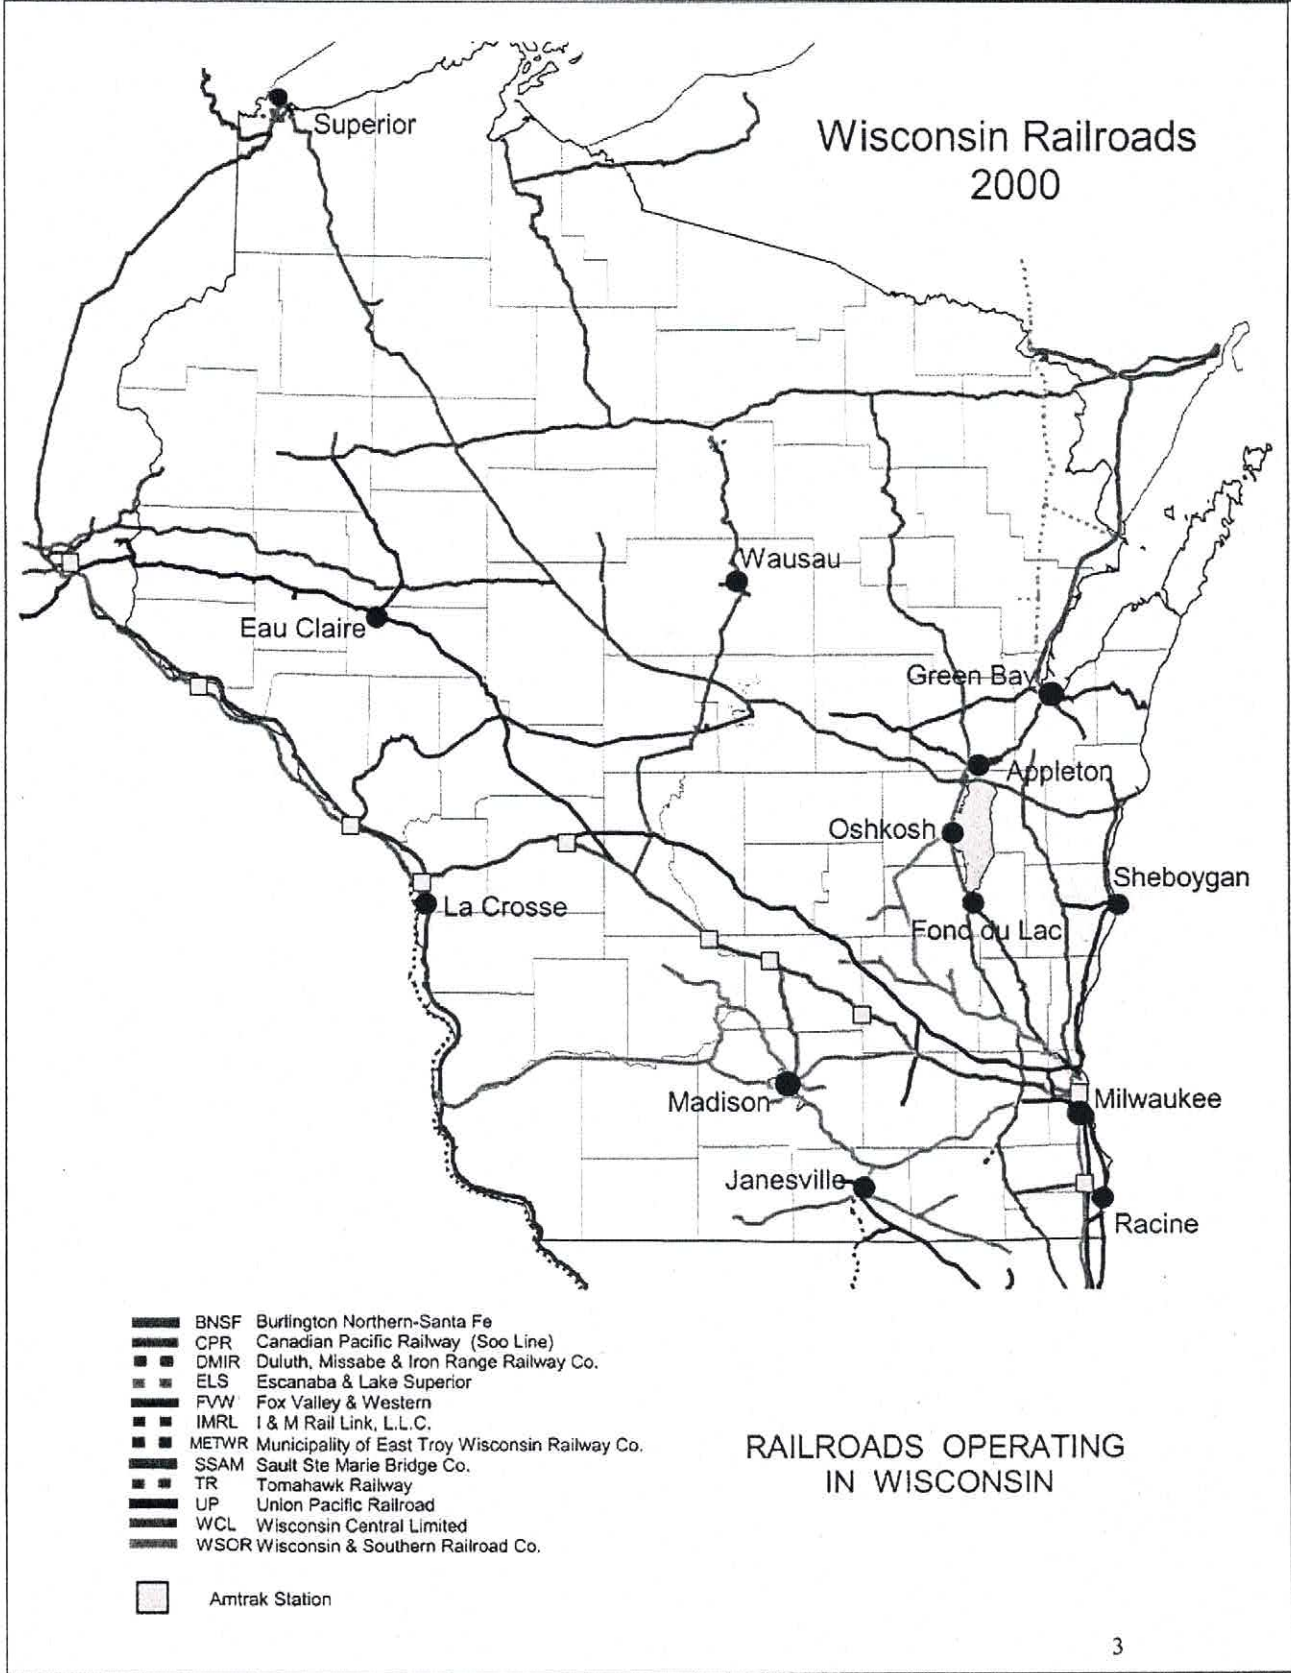 Wisconsin Railroads
2000
Superior
Wausau
Eau Claire
Green Bay
Appleton
Oshkosh
Sheboygan
La Crosse
Fond du Lac
Madison
Milwaukee
Janesville
Racine
BNSF Burlington Northern-Santa Fe
CPR Canadian Pacific Railway (Soo Line)
DMIR Duluth, Missabe & Iron Range Railway Co.
ELS Escanaba & Lake Superior
FVW Fox Valley & Western
IMRL I & M Rail Link, L.L.C.
METWR Municipality of East Troy Wisconsin Railway Co.
SSAM Sault Ste Marie Bridge Co.
TR Tomahawk Railway
UP Union Pacific Railroad
WCL Wisconsin Central Limited
WSOR Wisconsin & Southern Railroad Co.
Amtrak Station
RAILROADS OPERATING
IN WISCONSIN
3